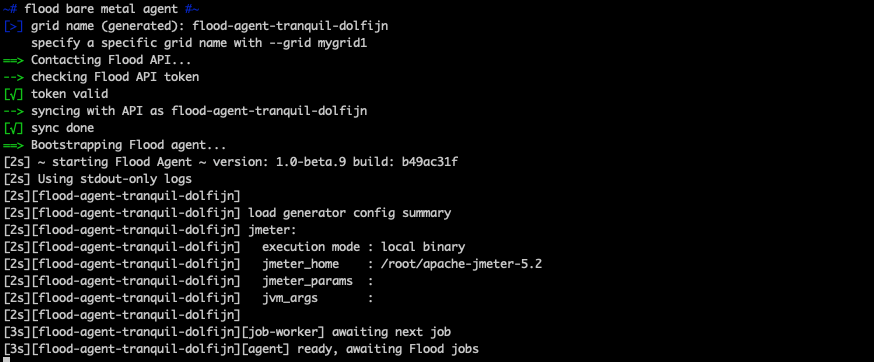 ~# flood bare metal agent #~
[>] grid name (generated): flood-agent-tranquil-dolfijn
specify a specific grid name with --grid mygrid1
==> Contacting Flood API...
--> checking Flood API token
[√] token valid
--> syncing with API as flood-agent-tranquil-dolfijn
[√] sync done
==> Bootstrapping Flood agent...
[2s] ~ starting Flood Agent ~ version: 1.0-beta.9 build: b49ac31f
[2s] Using stdout-only logs
[2s][flood-agent-tranquil-dolfijn]
[2s][flood-agent-tranquil-dolfijn] load generator config summary
[2s][flood-agent-tranquil-dolfijn] jmeter:
[2s][flood-agent-tranquil-dolfijn]   execution mode : local binary
[2s][flood-agent-tranquil-dolfijn]   jmeter_home    : /root/apache-jmeter-5.2
[2s][flood-agent-tranquil-dolfijn]   jmeter_params  :
[2s][flood-agent-tranquil-dolfijn]   jvm_args       :
[2s][flood-agent-tranquil-dolfijn]
[3s][flood-agent-tranquil-dolfijn][job-worker] awaiting next job
[3s][flood-agent-tranquil-dolfijn][agent] ready, awaiting Flood jobs